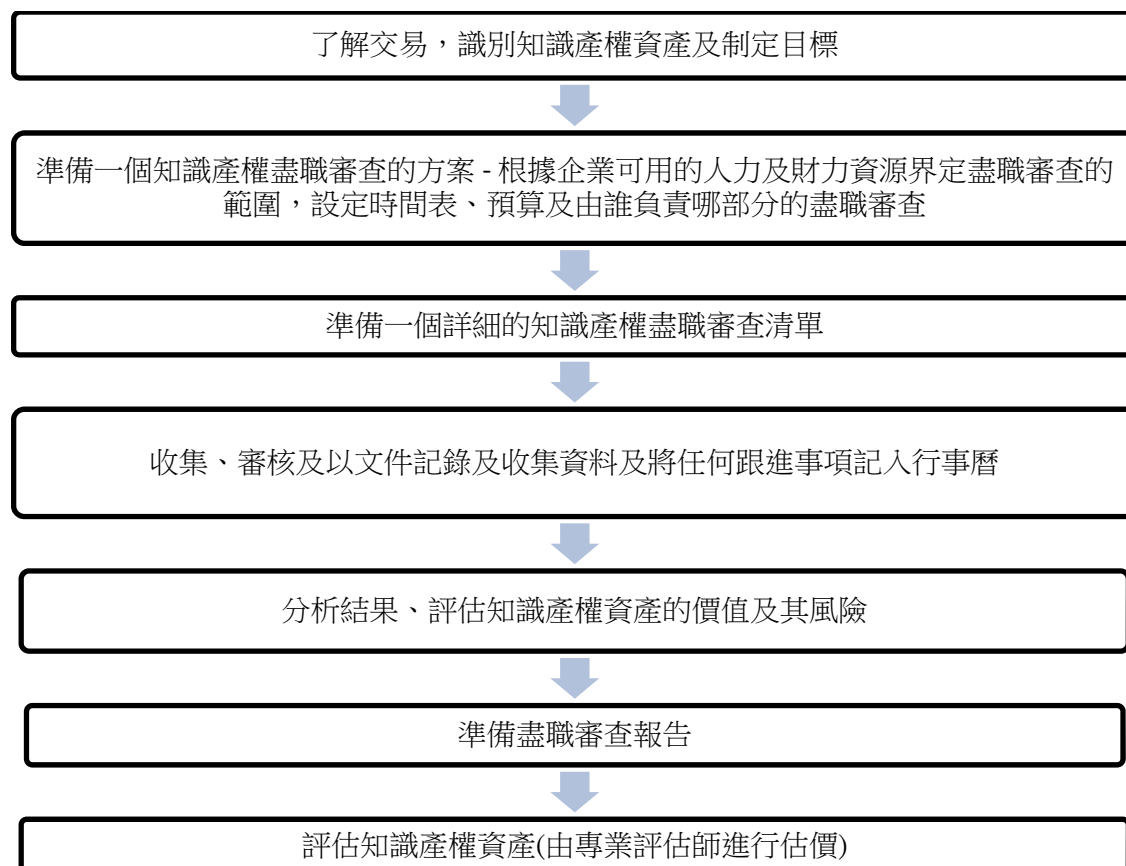 了解交易，識別知識產權資產及制定目標
準備一個知識產權盡職審查的方案 - 根據企業可用的人力及財力資源界定盡職審查的
範圍，設定時間表、預算及由誰負責哪部分的盡職審查
準備一個詳細的知識產權盡職審查清單
收集、審核及以文件記錄及收集資料及將任何跟進事項記入行事曆
分析結果、評估知識產權資產的價值及其風險
準備盡職審查報告
評估知識產權資產(由專業評估師進行估價)